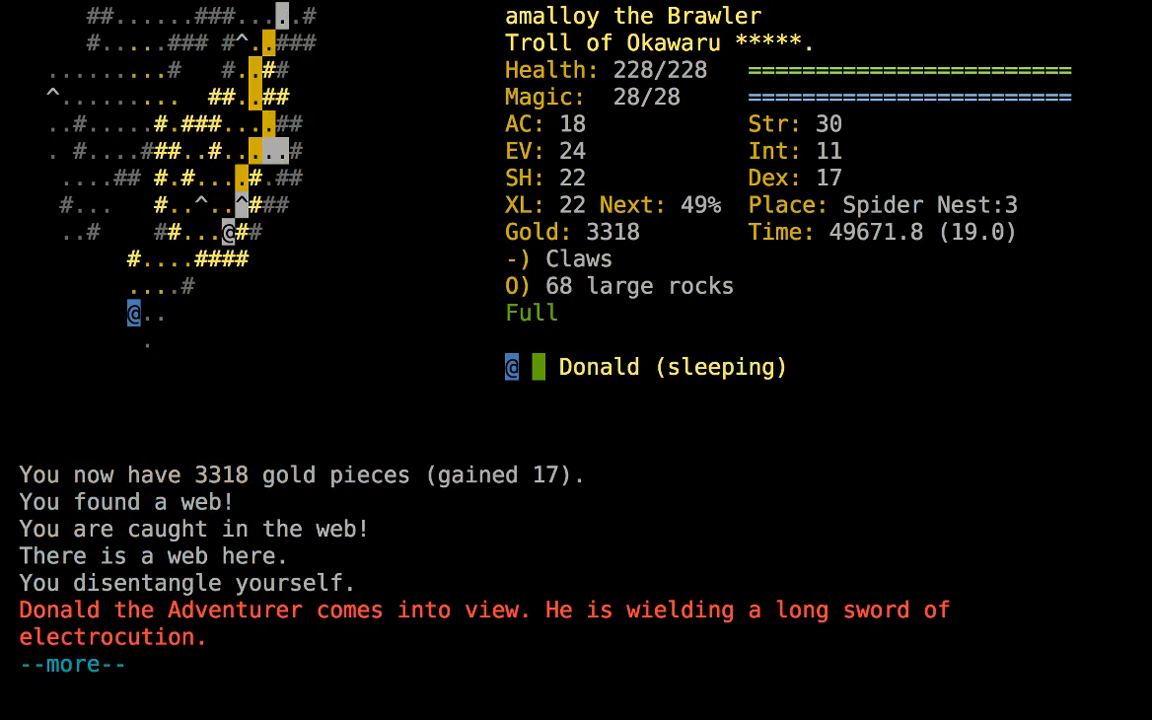 ##......###.....# amalloy the Brawler
#.....### #^..### Troll of Okawaru *****.
.........# #..### Health: 228/228 ========================
^......... ##..## Magic: 28/28 ========================
..#.....#.###....## AC: 18 Str: 30
. #....###..#.....# EV: 24 Int: 11
....## #.#....#.## SH: 22 Dex: 17
#... #..^..^### XL: 22 Next: 49% Place: Spider Nest:3
..# ##...@## Gold: 3318 Time: 49671.8 (19.0)
#....#### -) Claws
....# O) 68 large rocks
@.. Full
.
@ Donald (sleeping)
You now have 3318 gold pieces (gained 17).
You found a web!
You are caught in the web!
There is a web here.
You disentangle yourself.
Donald the Adventurer comes into view. He is wielding a long sword of
electrocution.
--more--